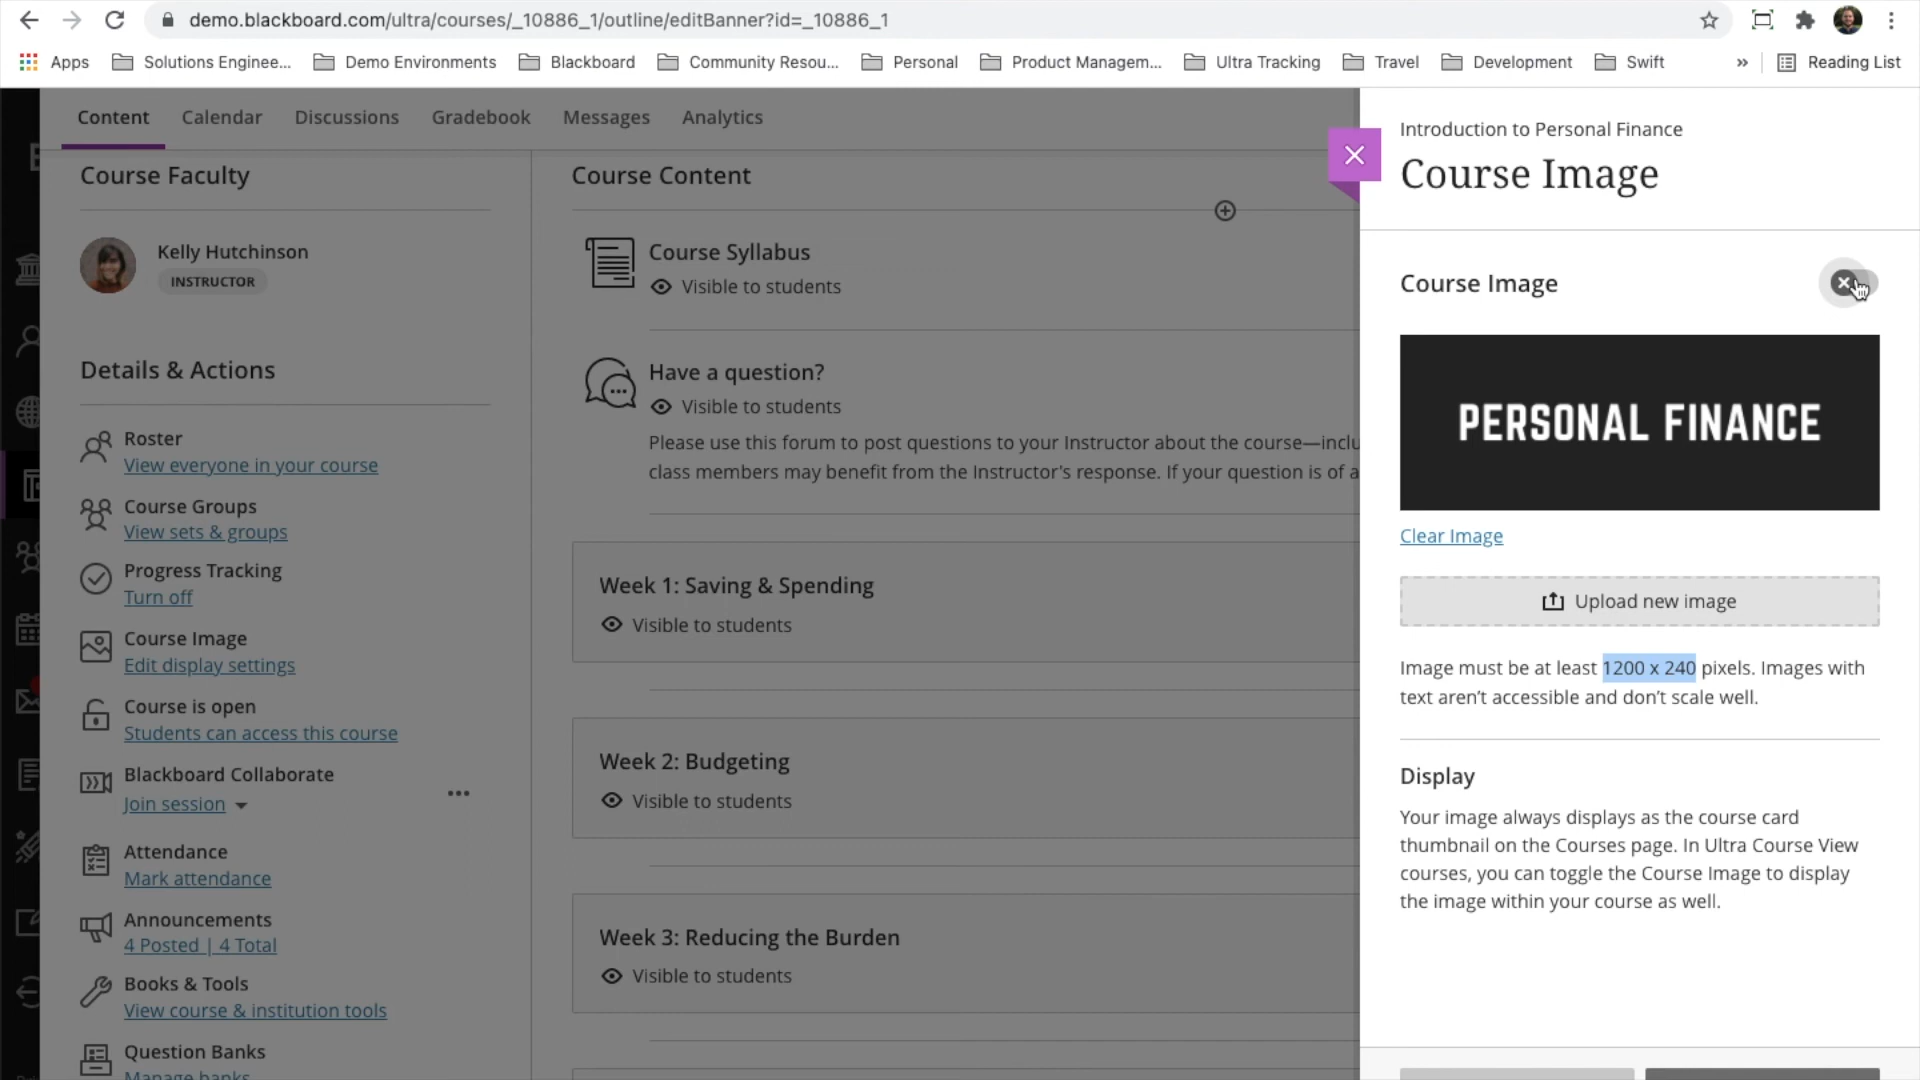 demo.blackboard.com/ultra/courses/_10886_1/outline/editBanner?id=_10886_1
Apps
Solutions Enginee...
Demo Environments
Blackboard
Community Resou...
Personal
Product Managem...
Ultra Tracking
Travel
Development
Swift
»
Reading List
Content
Calendar
Discussions
Gradebook
Messages
Analytics
Course Faculty
Kelly Hutchinson
INSTRUCTOR
Details & Actions
Roster
View everyone in your course
Course Groups
View sets & groups
Progress Tracking
Turn off
Course Image
Edit display settings
Course is open
Students can access this course
Blackboard Collaborate
Join session
Attendance
Mark attendance
Announcements
4 Posted | 4 Total
Books & Tools
View course & institution tools
Question Banks
Manage banks
Course Content
Course Syllabus
Visible to students
Have a question?
Visible to students
Please use this forum to post questions to your Instructor about the course—inclu
class members may benefit from the Instructor's response. If your question is of a
Week 1: Saving & Spending
Visible to students
Week 2: Budgeting
Visible to students
Week 3: Reducing the Burden
Visible to students
Introduction to Personal Finance
Course Image
Course Image
PERSONAL FINANCE
Clear Image
Upload new image
Image must be at least 1200 x 240 pixels. Images with
text aren't accessible and don't scale well.
Display
Your image always displays as the course card
thumbnail on the Courses page. In Ultra Course View
courses, you can toggle the Course Image to display
the image within your course as well.